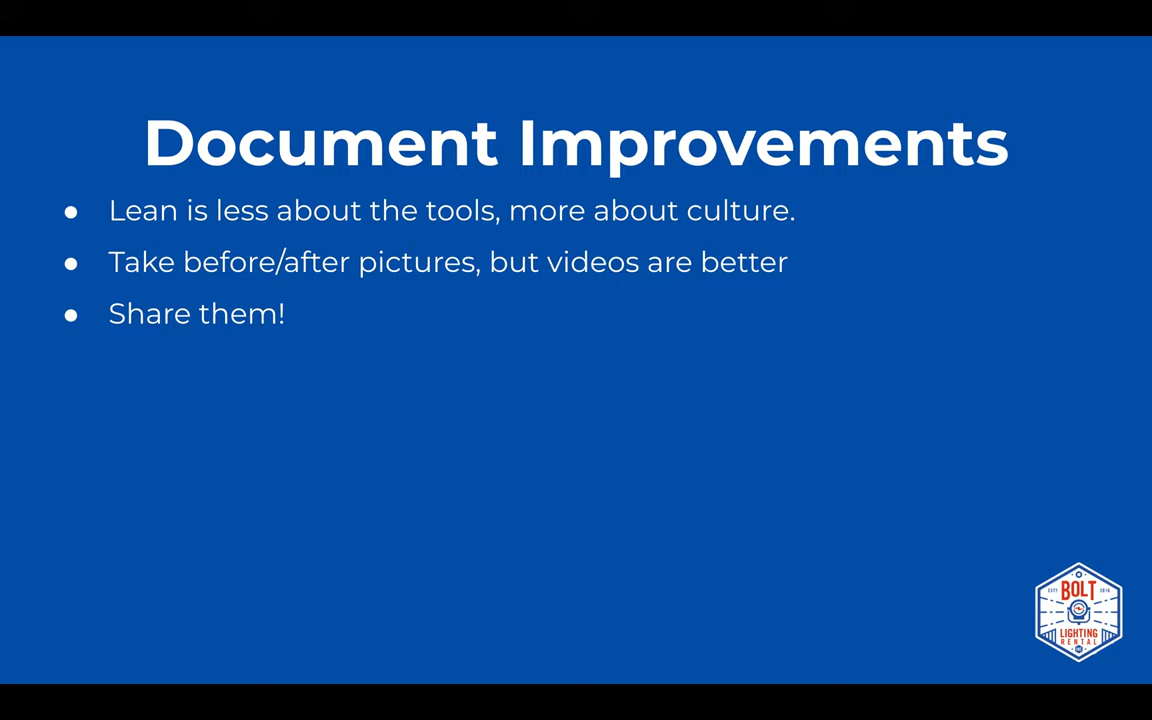 Document Improvements
● Lean is less about the tools, more about culture.
● Take before/after pictures, but videos are better
● Share them!
BOLT
LIGHTING
RENTAL